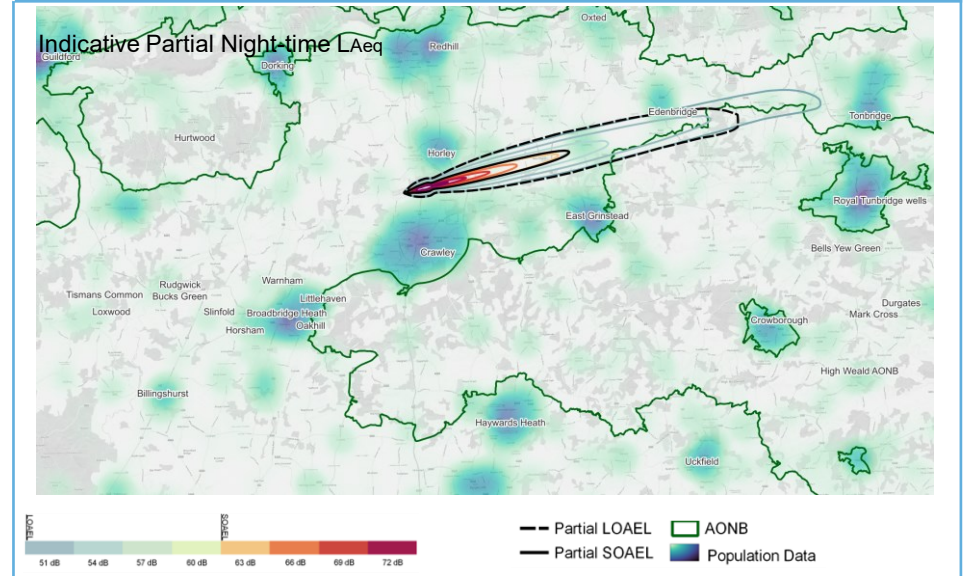 Indicative Partial Night-time LAeq
Oxted
Guildford
Redhill
Dorking
Edenbridge
Tonbridge
Hurtwood
Horley
Royal Tunbridge wells
East Grinstead
Bells Yew Green
Crawley
Warnham
Rudgwick
Tismans Common
Bucks Green
Littlehaven
Loxwood
Slinfold
Broadbridge Heath
Durgates
Mark Cross
Horsham
Oakhill
Crowborough
High Weald AONB
Billingshurst
Haywards Heath
Uckfield
LOAEL
SOAEL
51 dB 54 dB 57 dB 60 dB 63 dB 66 dB 69 dB 72 dB
Partial LOAEL
AONB
Partial SOAEL
Population Data